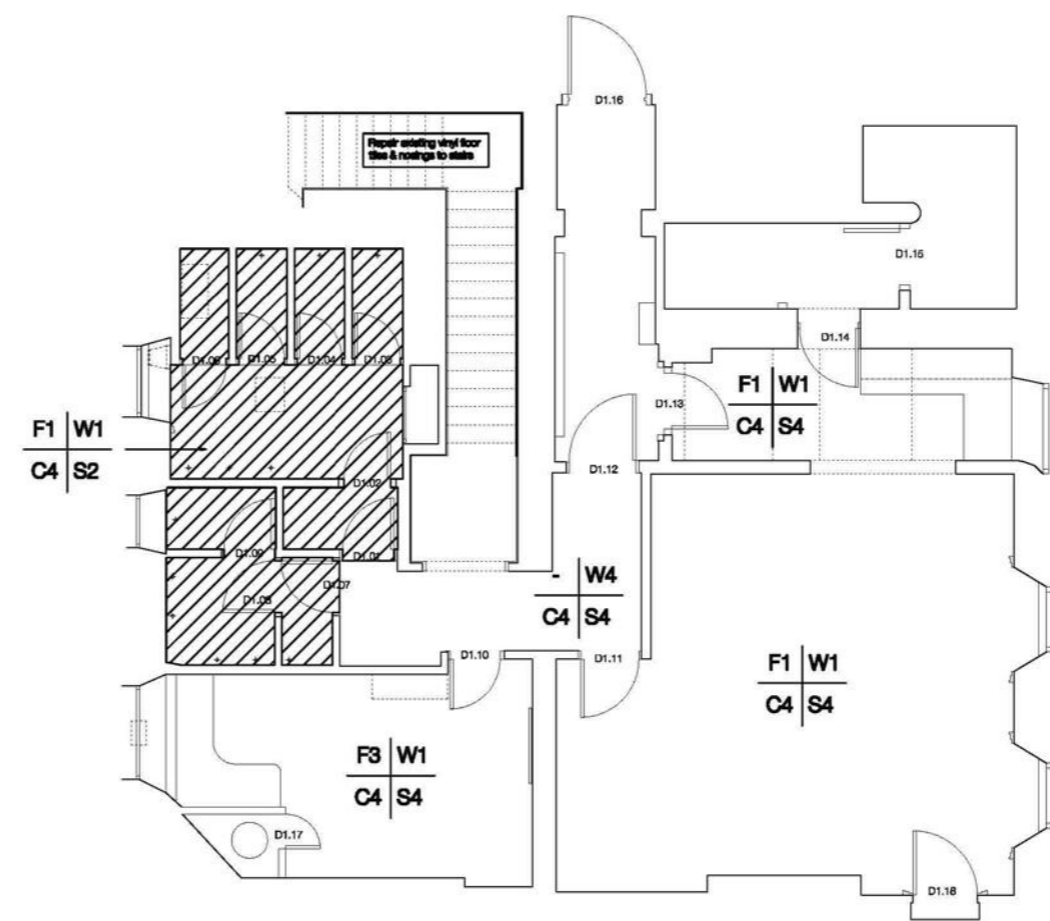 D1.16
Repair existing vinyl floor
tiles & nosings to stairs
D1.15
D1.14
D1.06
D1.05
D1.04
D1.03
F1 W1
C4 S4
D1.13
F1 W1
C4 S2
D1.12
D1.02
D1.01
D1.09
D1.07
D1.08
- W4
C4 S4
D1.10
D1.11
F1 W1
C4 S4
F3 W1
C4 S4
D1.17
D1.18